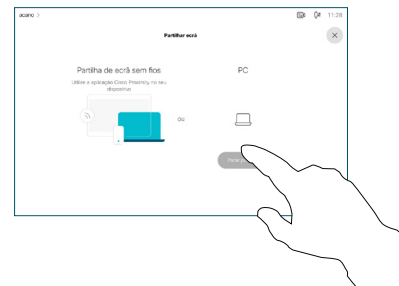 acano >
11:28
Partilhar ecrã
Partilha de ecrã sem fios
Utilize a aplicação Cisco Proximity no seu
dispositivo
ou
PC